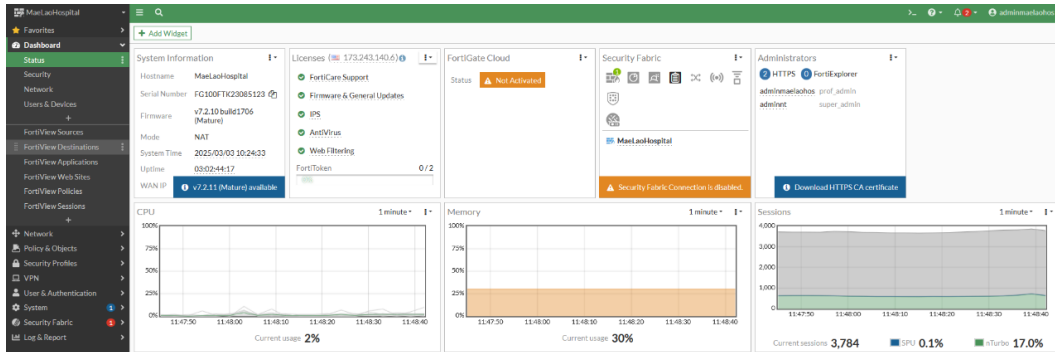 MaeLaoHospital
adminmaelaohos
Favorites
Dashboard
Status
Security
Network
Users & Devices
+
FortiView Sources
FortiView Destinations
FortiView Applications
FortiView Web Sites
FortiView Policies
FortiView Sessions
+
Network
Policy & Objects
Security Profiles
VPN
User & Authentication
System 1
Security Fabric 1
Log & Report
>_ ? 2
+ Add Widget
System Information
Hostname MaeLaoHospital
Serial Number FG100FTK23085123
Firmware v7.2.10 build1706 (Mature)
Mode NAT
System Time 2025/03/03 10:24:33
Uptime 03:02:44:17
WAN IP
v7.2.11 (Mature) available
Licenses (173.243.140.6)
FortiCare Support
Firmware & General Updates
IPS
AntiVirus
Web Filtering
FortiToken 0 / 2
FortiGate Cloud
Status Not Activated
Security Fabric
1
MaeLaoHospital
Security Fabric Connection is disabled.
Administrators
2 HTTPS 0 FortiExplorer
adminmaelaohos prof_admin
adminnt super_admin
Download HTTPS CA certificate
CPU 1 minute
100%
75%
50%
25%
0%
11:47:50 11:48:00 11:48:10 11:48:20 11:48:30 11:48:40
Current usage 2%
Memory 1 minute
100%
75%
50%
25%
0%
11:47:50 11:48:00 11:48:10 11:48:20 11:48:30 11:48:40
Current usage 30%
Sessions 1 minute
4,000
3,000
2,000
1,000
0
11:47:50 11:48:00 11:48:10 11:48:20 11:48:30 11:48:40
Current sessions 3,784 SPU 0.1% nTurbo 17.0%